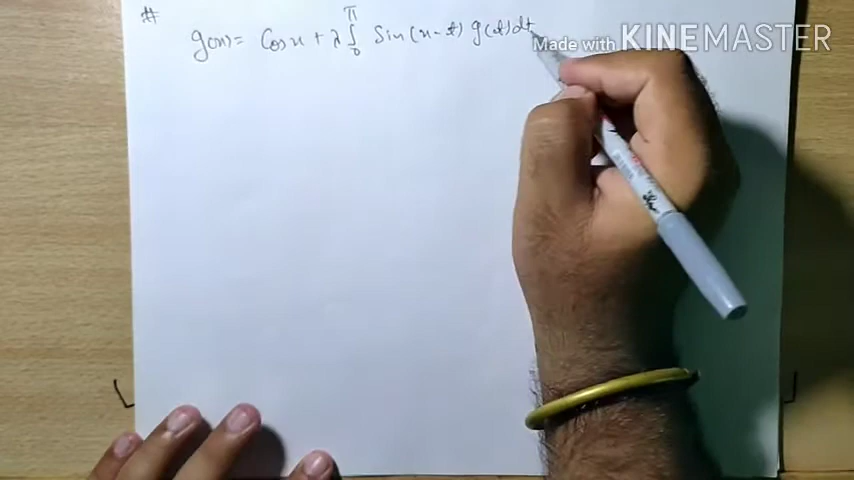 # g(x) = Cos x + λ ∫₀^π Sin (x-t) g(t) dt
Made with KINEMASTER